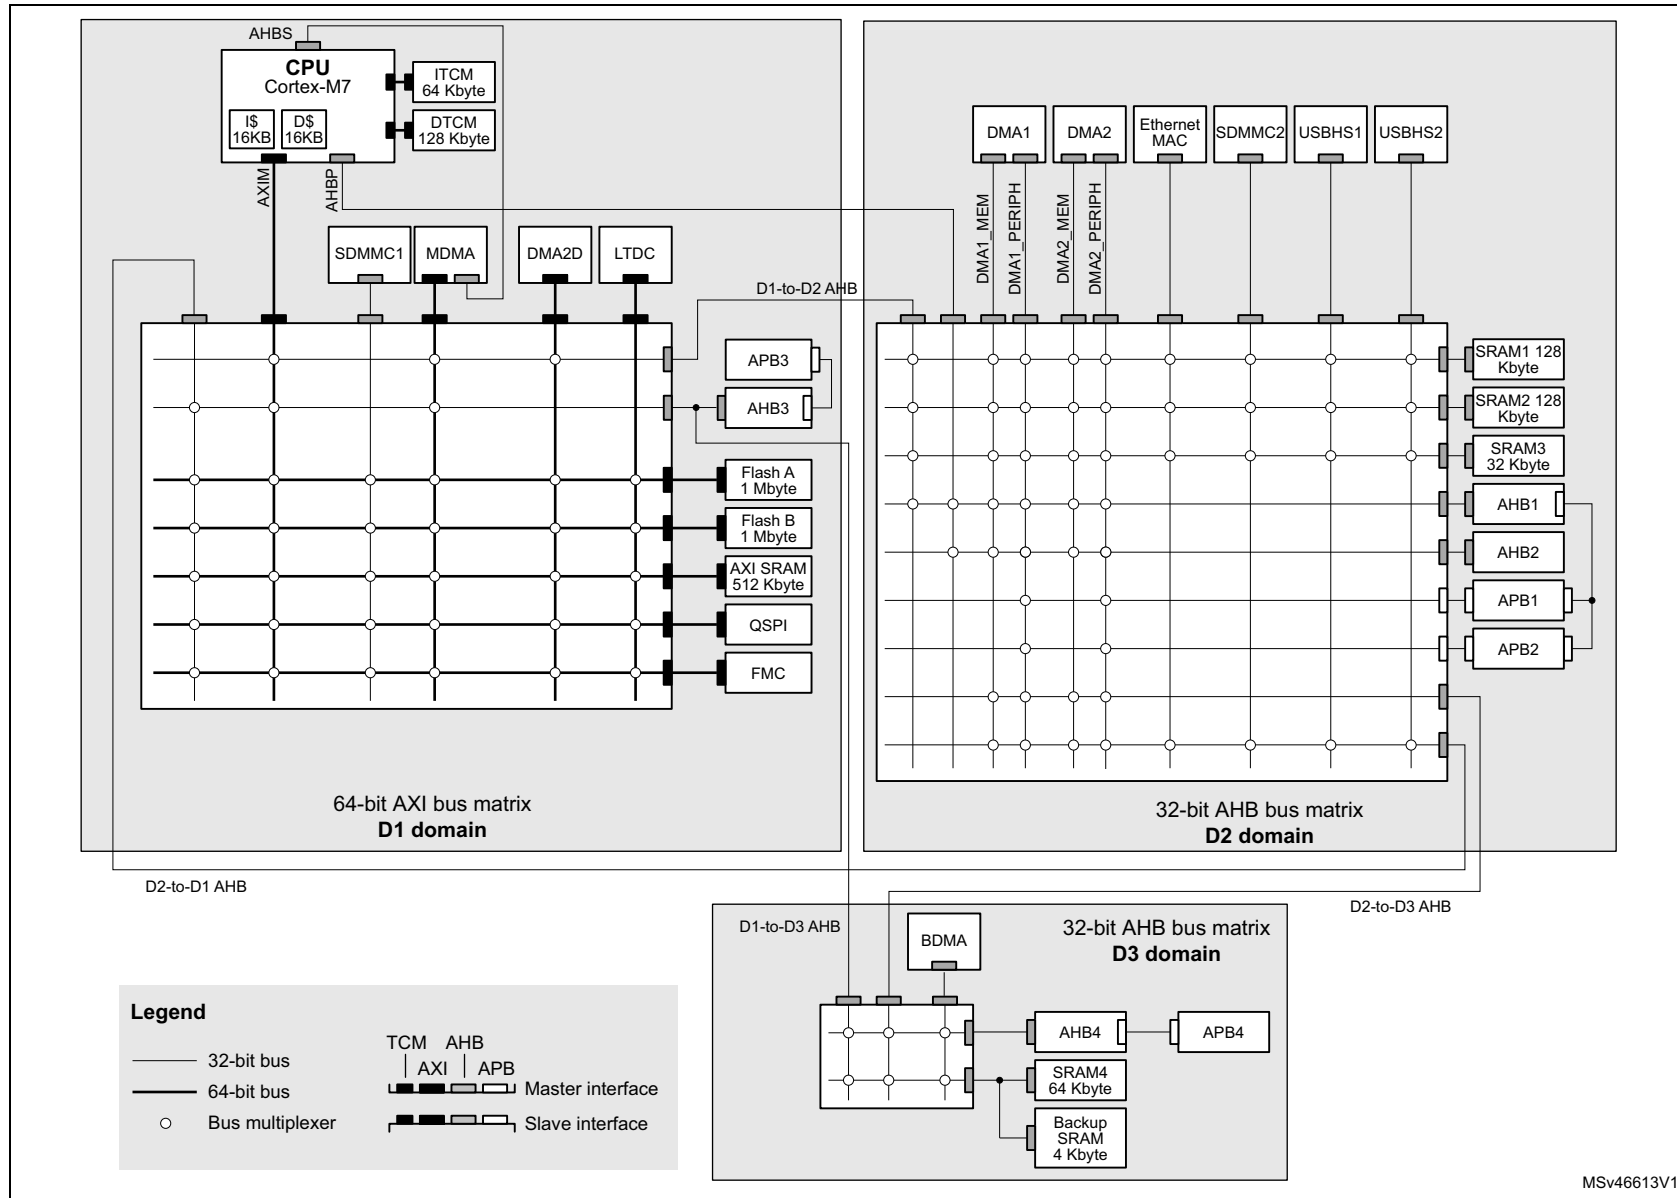 AHBS
CPU
Cortex-M7
I$
16KB
D$
16KB
ITCM
64 Kbyte
DTCM
128 Kbyte
AXIM
AHBP
SDMMC1
MDMA
DMA2D
LTDC
D1-to-D2 AHB
APB3
AHB3
Flash A
1 Mbyte
Flash B
1 Mbyte
AXI SRAM
512 Kbyte
QSPI
FMC
64-bit AXI bus matrix
D1 domain
DMA1
DMA2
Ethernet
MAC
SDMMC2
USBHS1
USBHS2
DMA1_MEM
DMA1_PERIPH
DMA2_MEM
DMA2_PERIPH
SRAM1 128
Kbyte
SRAM2 128
Kbyte
SRAM3
32 Kbyte
AHB1
AHB2
APB1
APB2
32-bit AHB bus matrix
D2 domain
D2-to-D1 AHB
D2-to-D3 AHB
D1-to-D3 AHB
BDMA
32-bit AHB bus matrix
D3 domain
AHB4
APB4
SRAM4
64 Kbyte
Backup
SRAM
4 Kbyte
Legend
32-bit bus
64-bit bus
Bus multiplexer
TCM
AHB
AXI
APB
Master interface
Slave interface
MSv46613V1